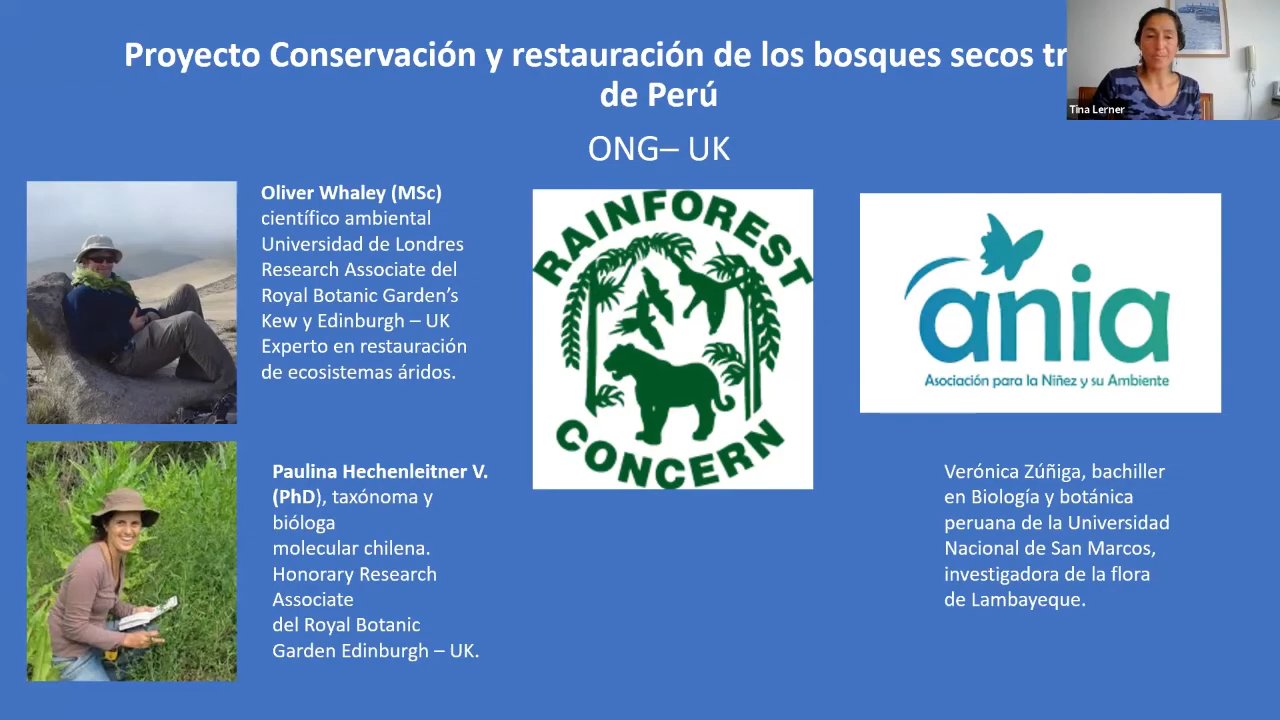 Proyecto Conservación y restauración de los bosques secos
de Perú
ONG– UK
Tina Lerner
Oliver Whaley (MSc)
científico ambiental
Universidad de Londres
Research Associate del
Royal Botanic Garden’s
Kew y Edinburgh – UK
Experto en restauración
de ecosistemas áridos.
RAINFOREST
CONCERN
ania
Asociación para la Niñez y su Ambiente
Paulina Hechenleitner V.
(PhD), taxónoma y
bióloga
molecular chilena.
Honorary Research
Associate
del Royal Botanic
Garden Edinburgh – UK.
Verónica Zúñiga, bachiller
en Biología y botánica
peruana de la Universidad
Nacional de San Marcos,
investigadora de la flora
de Lambayeque.